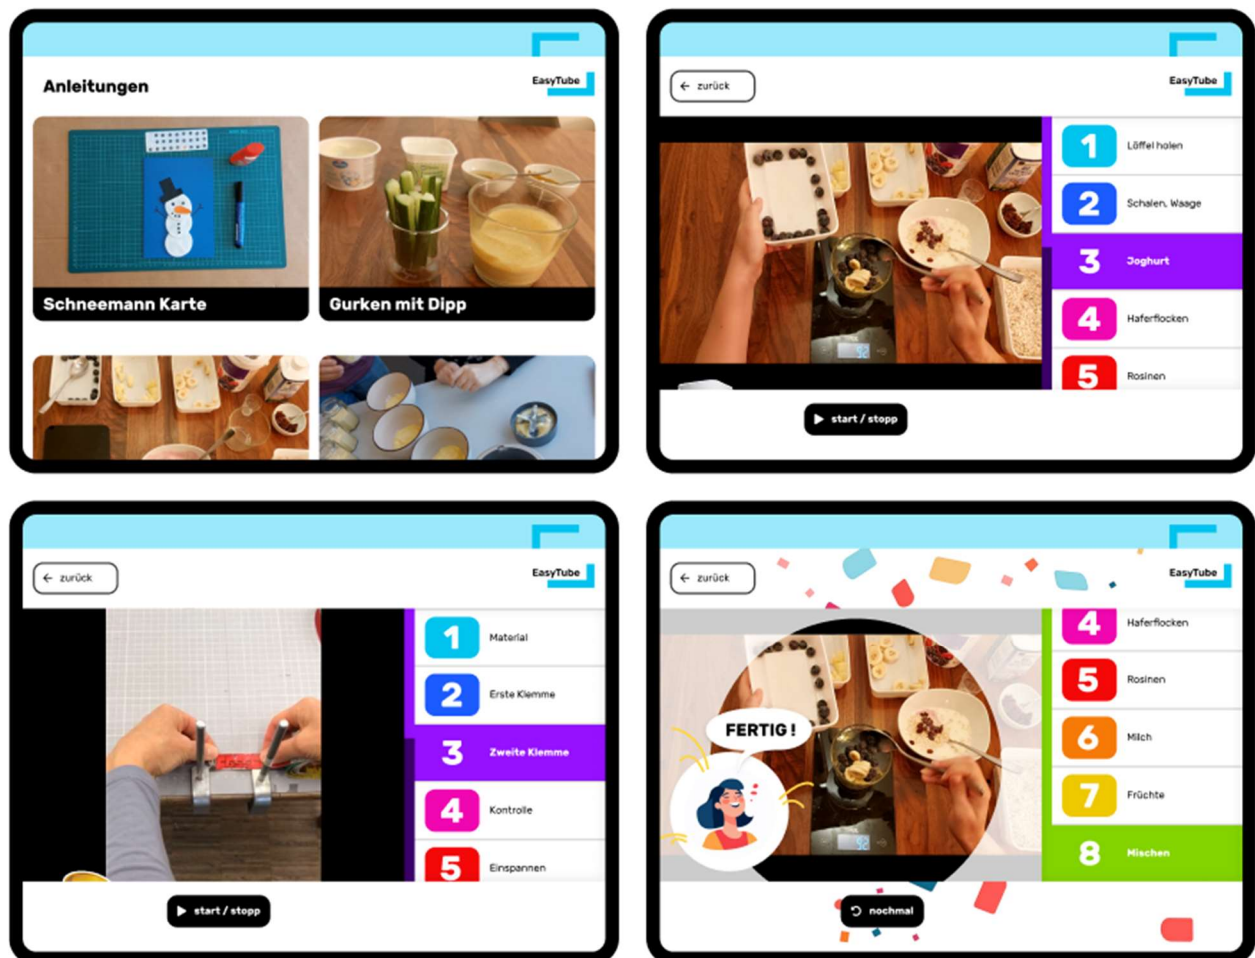 Anleitungen
EasyTube
Schneemann Karte
Gurken mit Dipp
← zurück
EasyTube
1 Löffel holen
2 Schalen, Waage
3 Joghurt
4 Haferflocken
5 Rosinen
start / stopp
← zurück
EasyTube
1 Material
2 Erste Klemme
3 Zweite Klemme
4 Kontrolle
5 Einspannen
start / stopp
← zurück
EasyTube
4 Haferflocken
5 Rosinen
6 Milch
7 Früchte
8 Mischen
FERTIG !
nochmal